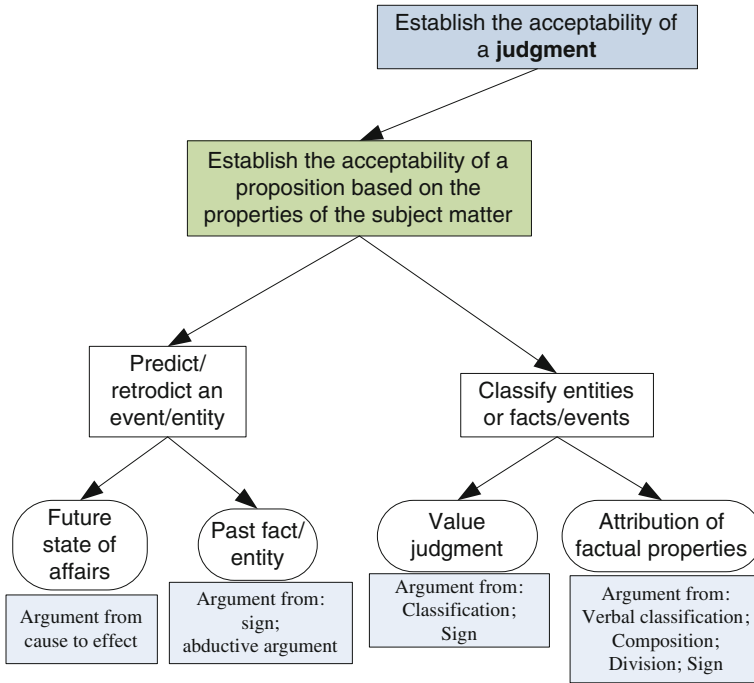 Establish the acceptability of
a judgment
Establish the acceptability of a
proposition based on the
properties of the subject matter
Predict/
retrodict an
event/entity
Classify entities
or facts/events
Future
state of
affairs
Past fact/
entity
Value
judgment
Attribution of
factual properties
Argument from
cause to effect
Argument from:
sign;
abductive argument
Argument from:
Classification;
Sign
Argument from:
Verbal classification;
Composition;
Division; Sign